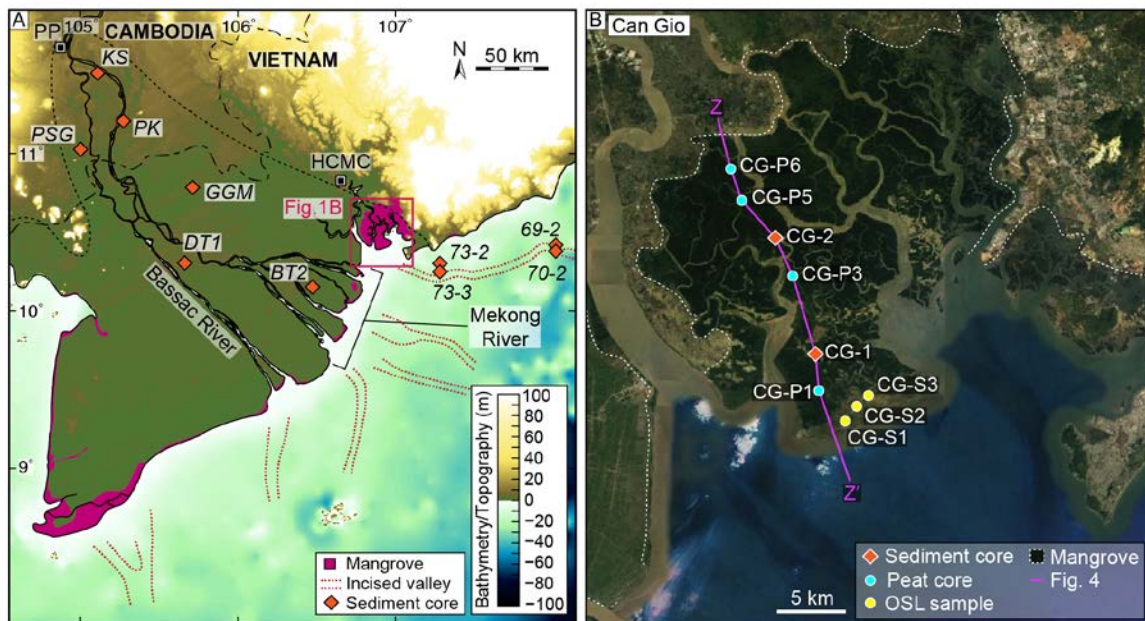 A
105
106
107
PP
CAMBODIA
VIETNAM
N
50 km
KS
PK
PSG
11°
HCMC
GGM
Fig.1B
DT1
BT2
73-2
73-3
69-2
70-2
10°
Bassac River
Mekong
River
9°
Bathymetry/Topography (m)
100
80
60
40
20
0
−20
−40
−60
−80
−100
Mangrove
Incised valley
Sediment core
B
Can Gio
Z
CG-P6
CG-P5
CG-2
CG-P3
CG-1
CG-P1
CG-S3
CG-S2
CG-S1
Z'
5 km
Sediment core
Peat core
OSL sample
Mangrove
Fig. 4